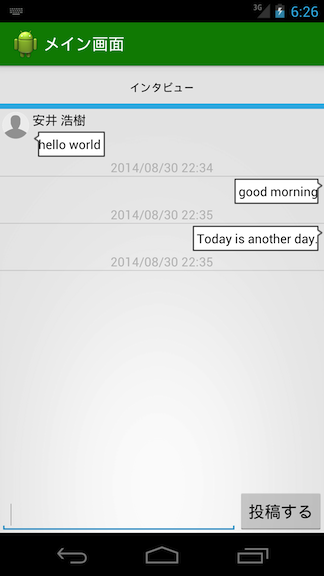 3G
6:26
メイン画面
インタビュー
安井 浩樹
hello world
2014/08/30 22:34
good morning
2014/08/30 22:35
Today is another day.
2014/08/30 22:35
投稿する